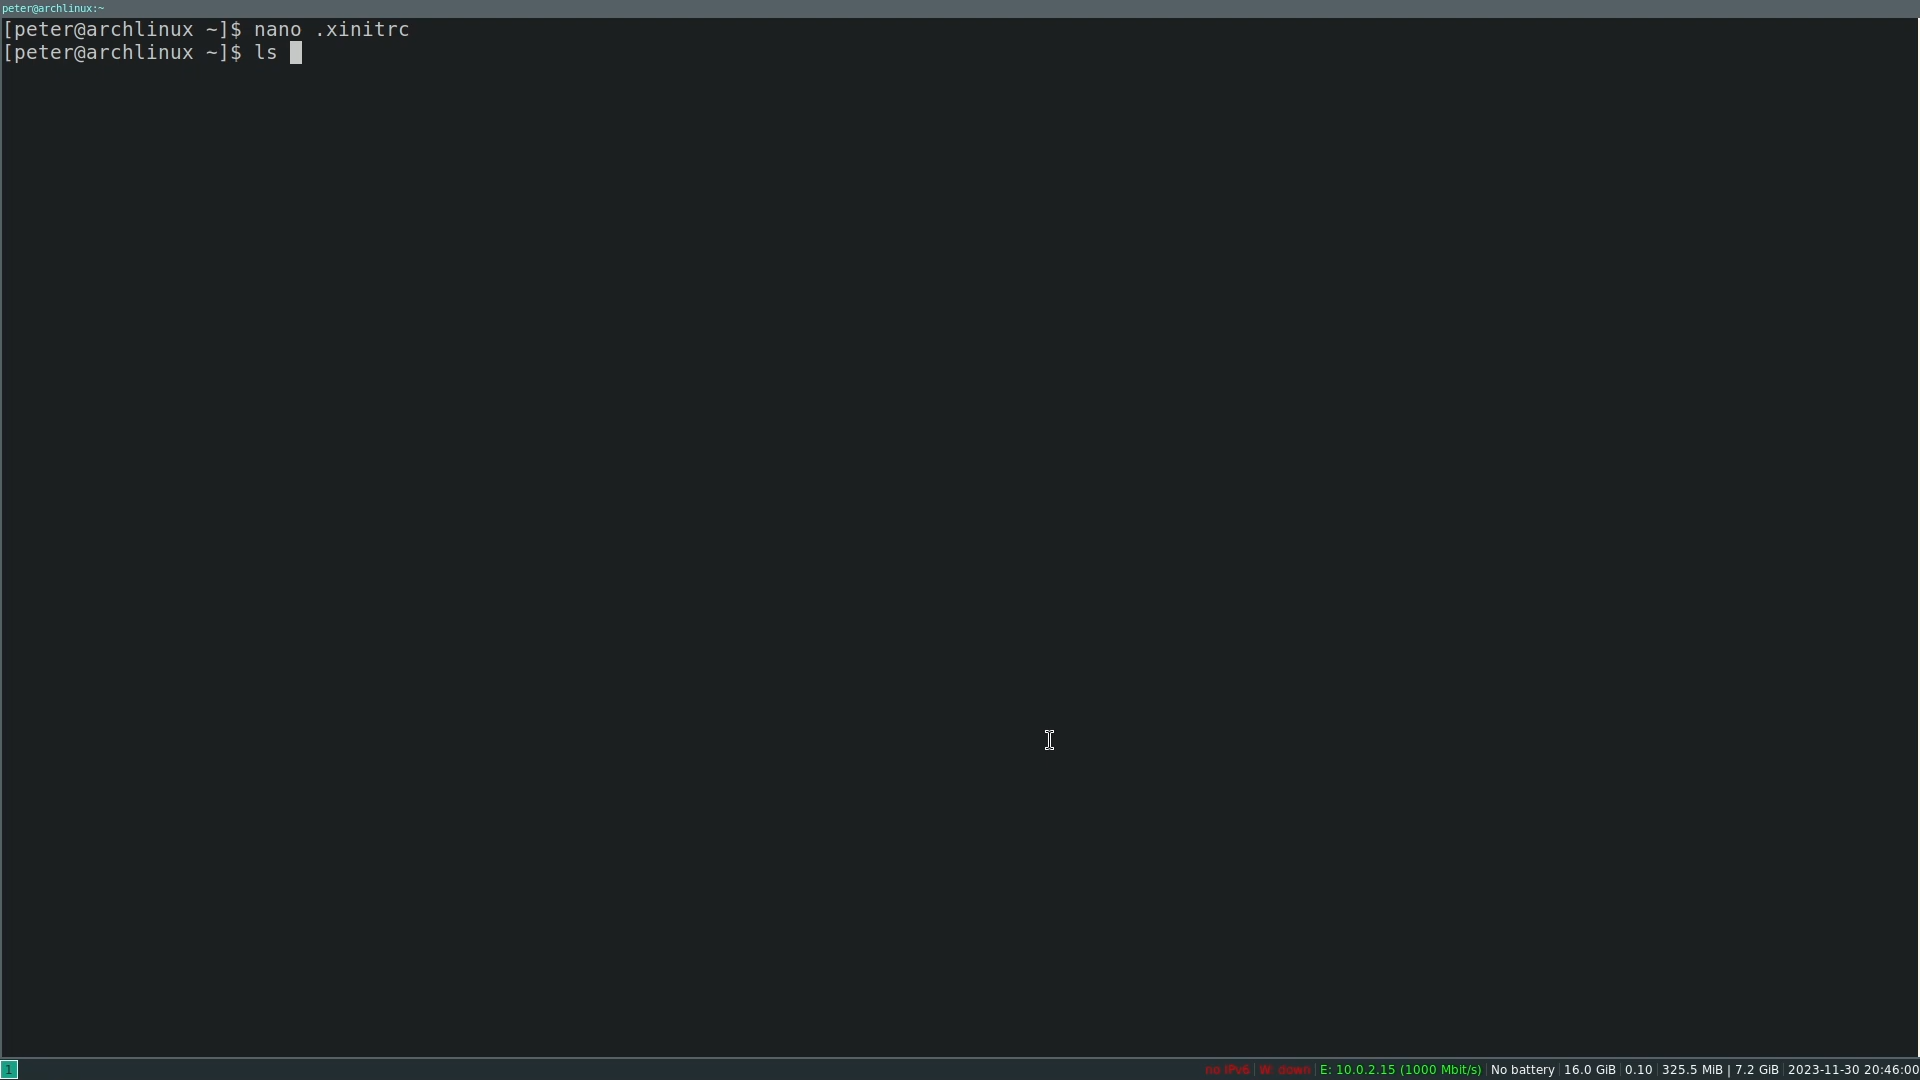 peter@archlinux:~
[peter@archlinux ~]$ nano .xinitrc
[peter@archlinux ~]$ ls
1
no IPv6 | W: down | E: 10.0.2.15 (1000 Mbit/s) | No battery | 16.0 GiB | 0.10 | 325.5 MiB | 7.2 GiB | 2023-11-30 20:46:00